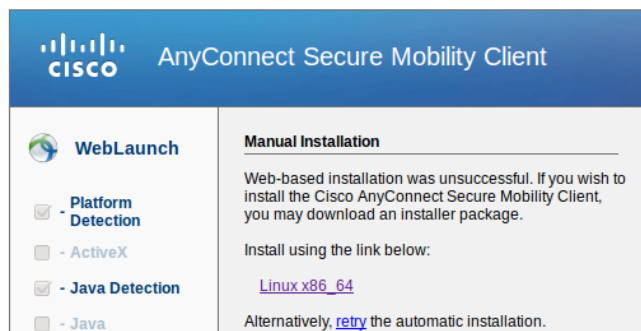 CISCO
AnyConnect Secure Mobility Client
WebLaunch
- Platform
Detection
- ActiveX
- Java Detection
- Java
Manual Installation
Web-based installation was unsuccessful. If you wish to
install the Cisco AnyConnect Secure Mobility Client,
you may download an installer package.
Install using the link below:
Linux x86_64
Alternatively, retry the automatic installation.